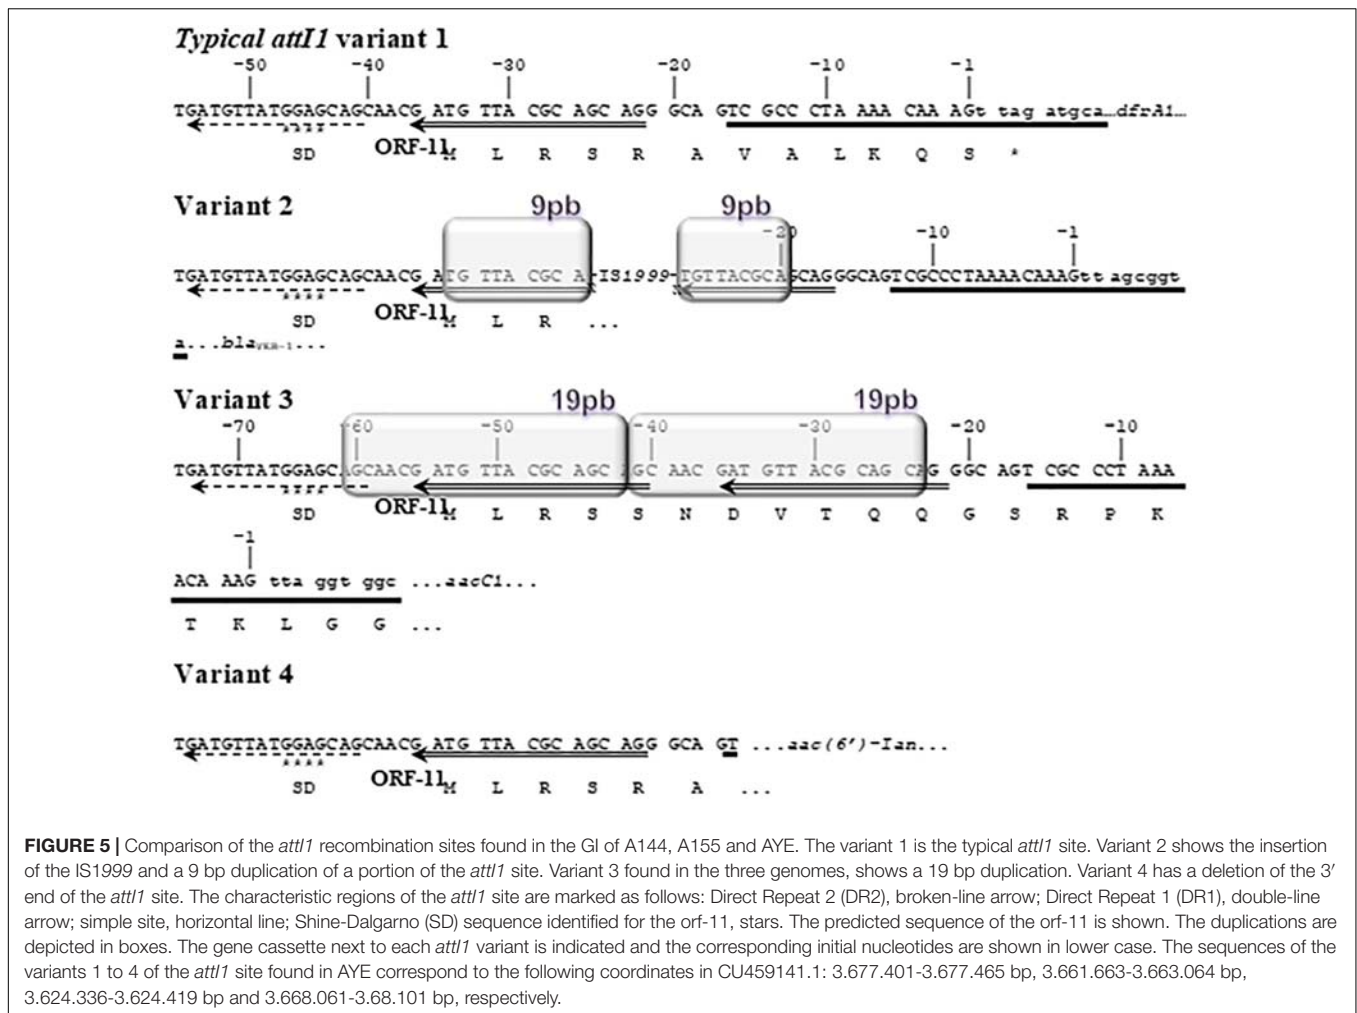 Typical attI1 variant 1
-50 -40 -30 -20 -10 -1
TGATGTTATGGAGCAGCAACG ATG TTA CGC AGC AGG GCA GTC GCC CTA AAA CAA AGt tag atgca…dfrA1…
****
SD ORF-11 M L R S R A V A L K Q S *
Variant 2 9pb 9pb
-20 -10 -1
TGATGTTATGGAGCAGCAACG ATG TTA CGC A-IS1999-TGTTACGCAGCAGGGCAGTCGCCCTAAAACAAAGtt agcggt
****
SD ORF-11 M L R ...
a...blaVEB-1...
Variant 3 19pb 19pb
-70 -60 -50 -40 -30 -20 -10
TGATGTTATGGAGCAGCAACG ATG TTA CGC AGC AGC AAC GAT GTT ACG CAG CAG GGC AGT CGC CCT AAA
****
SD ORF-11 M L R S S N D V T Q Q G S R P K
-1
ACA AAG tta ggt ggc ...aacC1...
T K L G G ...
Variant 4
TGATGTTATGGAGCAGCAACG ATG TTA CGC AGC AGG GCA GT ...aac(6')-Ian...
****
SD ORF-11 M L R S R A ...
FIGURE 5 | Comparison of the attI1 recombination sites found in the GI of A144, A155 and AYE. The variant 1 is the typical attI1 site. Variant 2 shows the insertion
of the IS1999 and a 9 bp duplication of a portion of the attI1 site. Variant 3 found in the three genomes, shows a 19 bp duplication. Variant 4 has a deletion of the 3′
end of the attI1 site. The characteristic regions of the attI1 site are marked as follows: Direct Repeat 2 (DR2), broken-line arrow; Direct Repeat 1 (DR1), double-line
arrow; simple site, horizontal line; Shine-Dalgarno (SD) sequence identified for the orf-11, stars. The predicted sequence of the orf-11 is shown. The duplications are
depicted in boxes. The gene cassette next to each attI1 variant is indicated and the corresponding initial nucleotides are shown in lower case. The sequences of the
variants 1 to 4 of the attI1 site found in AYE correspond to the following coordinates in CU459141.1: 3.677.401-3.677.465 bp, 3.661.663-3.663.064 bp,
3.624.336-3.624.419 bp and 3.668.061-3.68.101 bp, respectively.